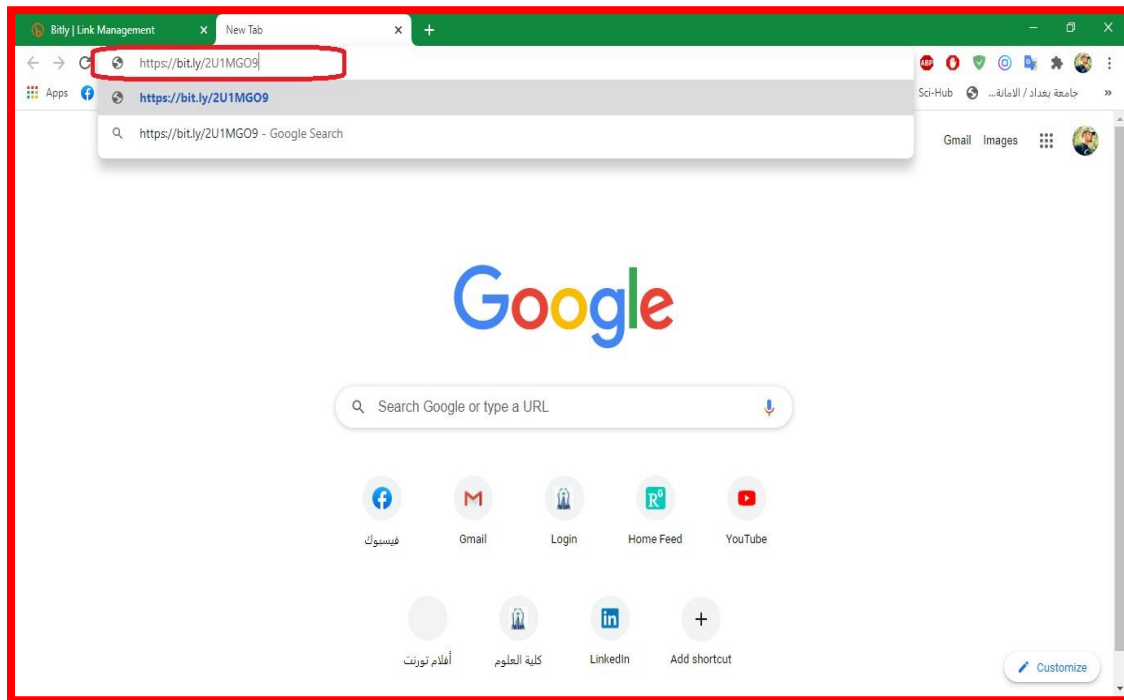 Bitly | Link Management
New Tab
https://bit.ly/2U1MGO9
ABP
Apps
Sci-Hub
جامعة بغداد / الامانة...
»
https://bit.ly/2U1MGO9
https://bit.ly/2U1MGO9 - Google Search
Gmail Images
Google
Search Google or type a URL
فيسبوك
Gmail
Login
Home Feed
YouTube
أفلام تورنت
كلية العلوم
LinkedIn
Add shortcut
Customize